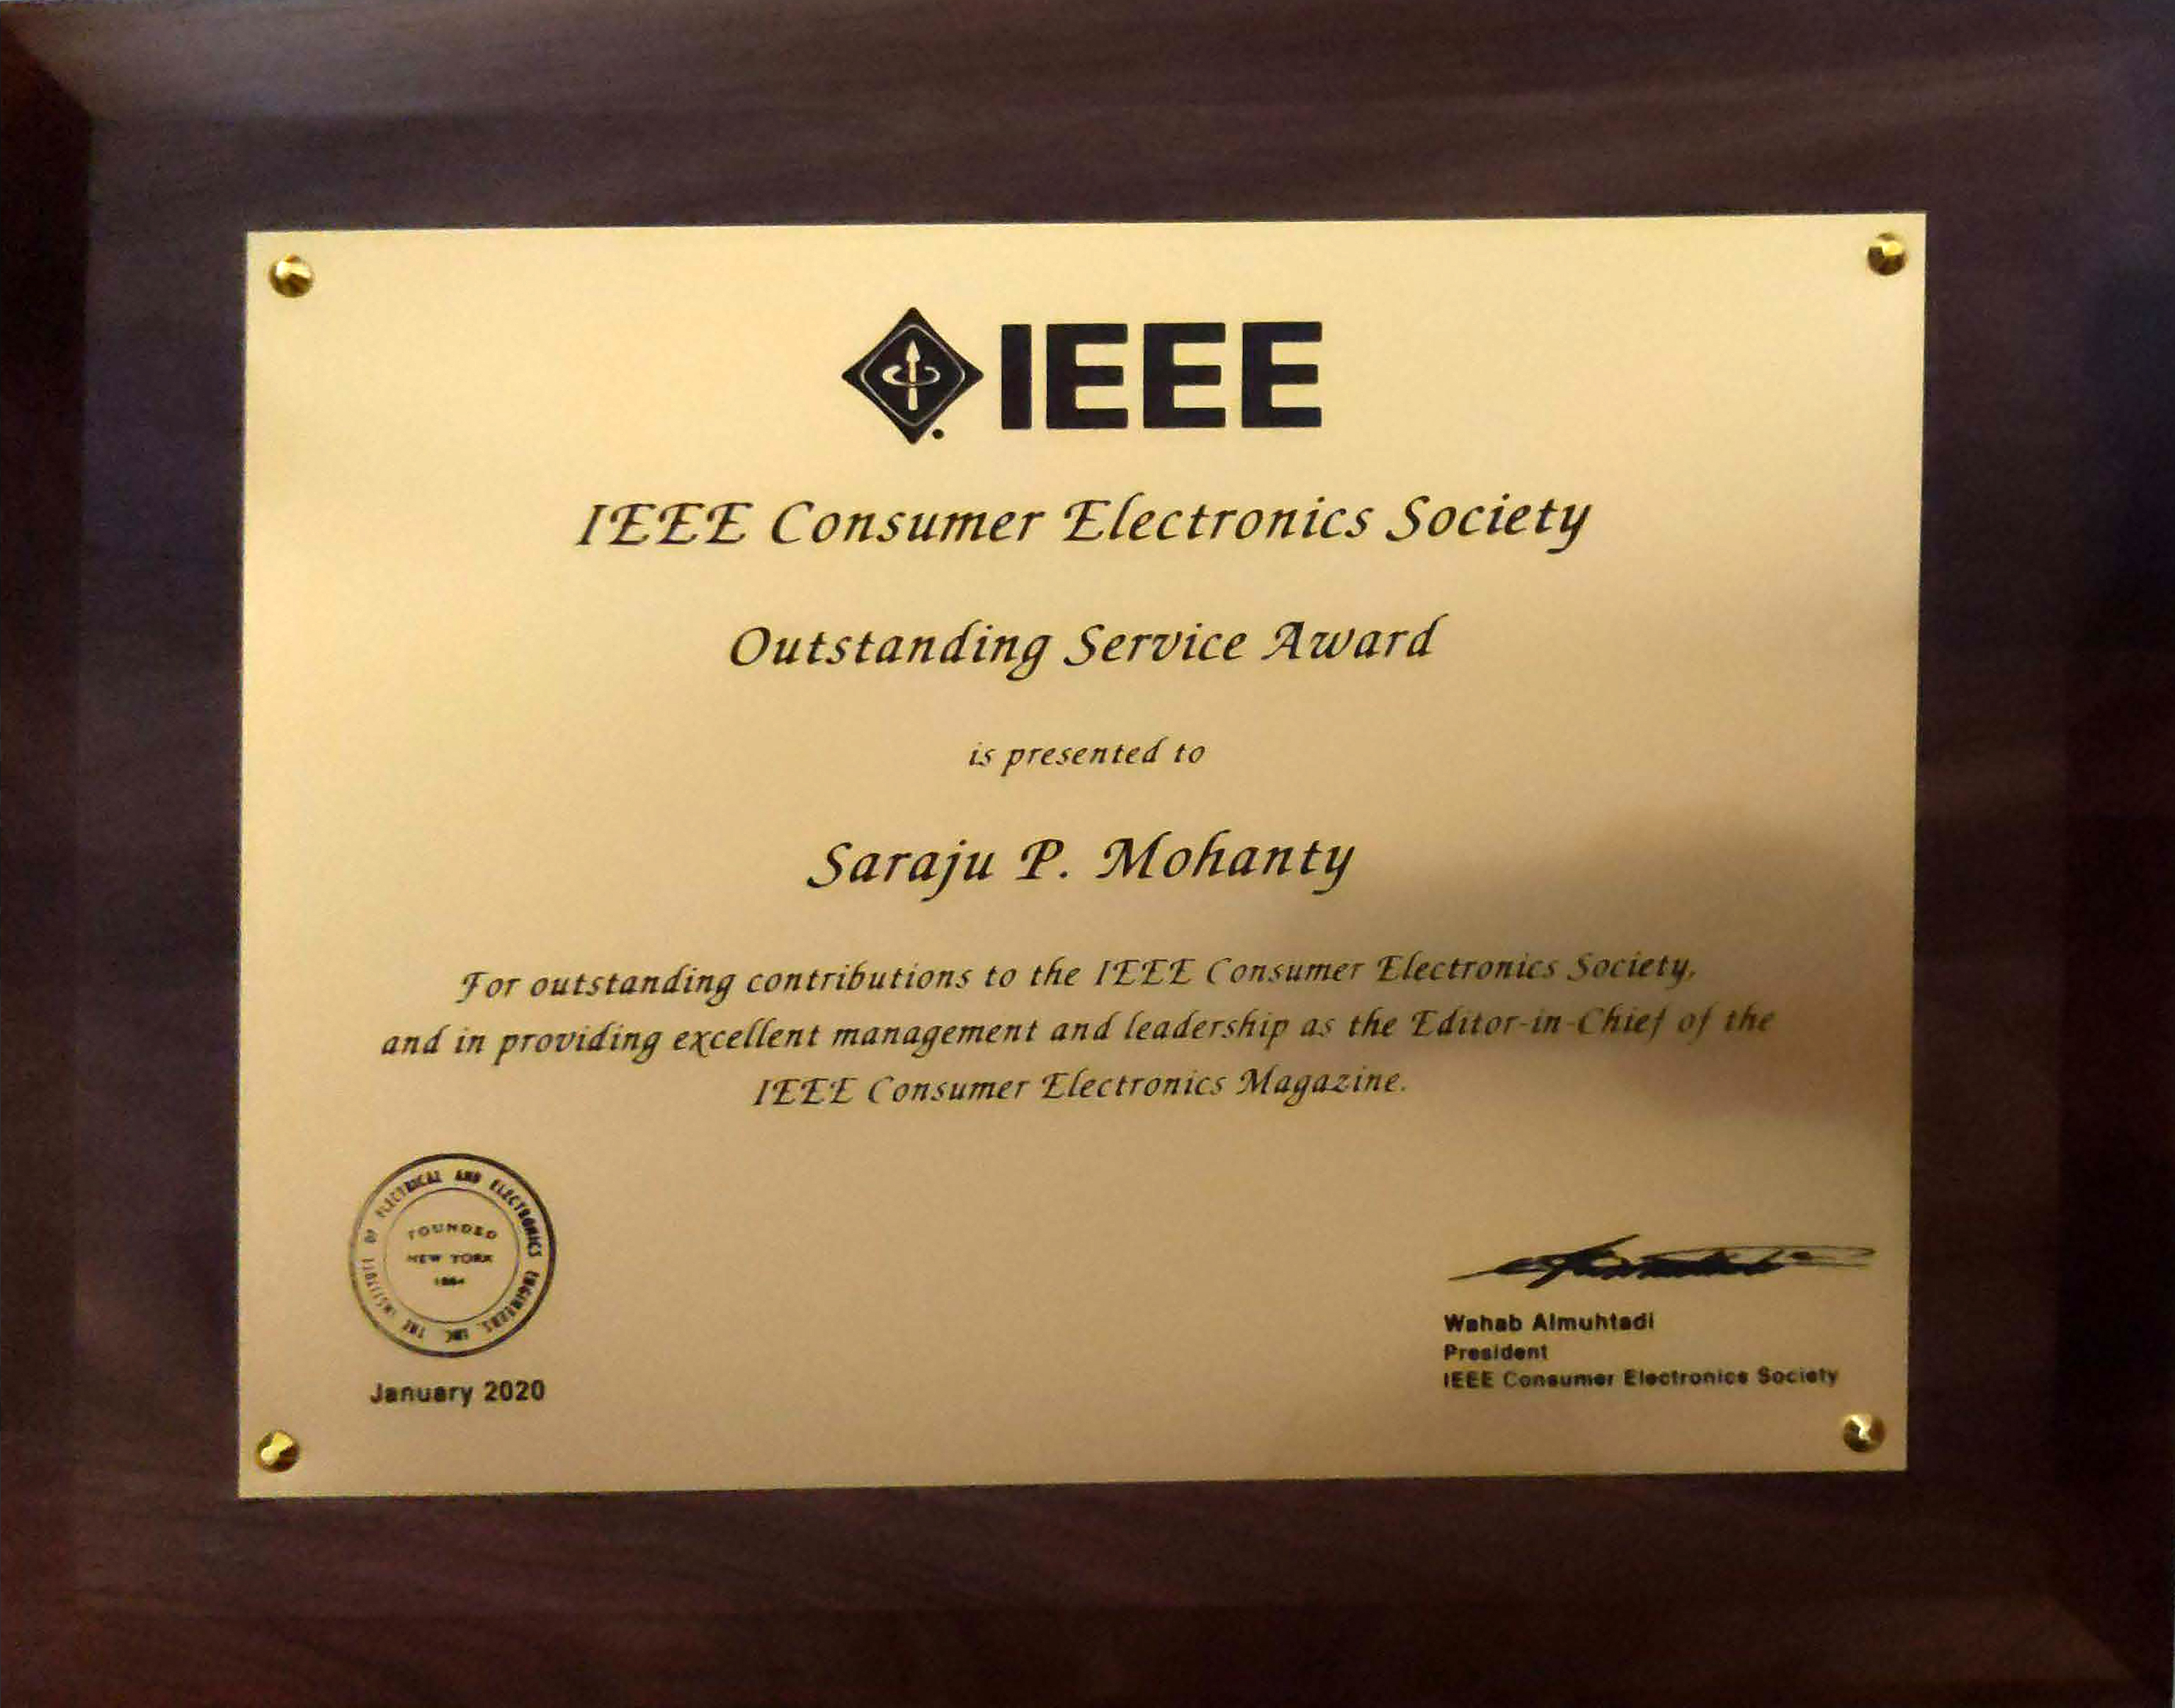 IEEE
IEEE Consumer Electronics Society
Outstanding Service Award
is presented to
Saraju P. Mohanty
For outstanding contributions to the IEEE Consumer Electronics Society,
and in providing excellent management and leadership as the Editor-in-Chief of the
IEEE Consumer Electronics Magazine.
THE INSTITUTE OF ELECTRICAL AND ELECTRONICS ENGINEERS, INC.
FOUNDED
NEW YORK
1884
January 2020
Wahab Almuhtadi
President
IEEE Consumer Electronics Society